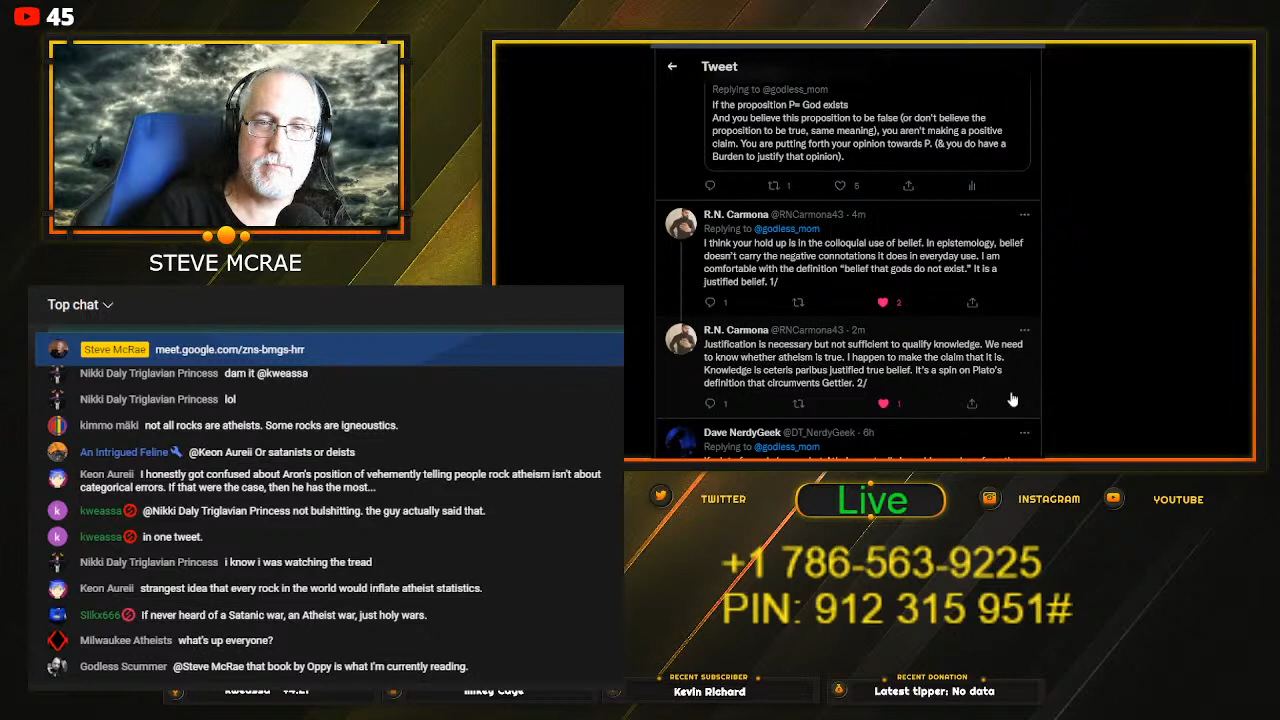 45
STEVE MCRAE
Top chat
Steve McRae meet.google.com/zns-bmgs-hrr
Nikki Daly Triglavian Princess dam it @kweassa
Nikki Daly Triglavian Princess lol
kimmo mäki not all rocks are atheists. Some rocks are igneoustics.
An Intrigued Feline @Keon Aureii Or satanists or deists
Keon Aureii I honestly got confused about Aron's position of vehemently telling people rock atheism isn't about
categorical errors. If that were the case, then he has the most...
k kweassa @Nikki Daly Triglavian Princess not bulshitting. the guy actually said that.
k kweassa in one tweet.
Nikki Daly Triglavian Princess i know i was watching the tread
Keon Aureii strangest idea that every rock in the world would inflate atheist statistics.
Slikx666 If never heard of a Satanic war, an Atheist war, just holy wars.
Milwaukee Atheists what's up everyone?
Godless Scummer @Steve McRae that book by Oppy is what I'm currently reading.
Tweet
Replying to @godless_mom
If the proposition P= God exists
And you believe this proposition to be false (or don't believe the
proposition to be true, same meaning), you aren't making a positive
claim. You are putting forth your opinion towards P. (& you do have a
Burden to justify that opinion).
1 5
R.N. Carmona @RNCarmona43 · 4m
Replying to @godless_mom
I think your hold up is in the colloquial use of belief. In epistemology, belief
doesn't carry the negative connotations it does in everyday use. I am
comfortable with the definition "belief that gods do not exist." It is a
justified belief. 1/
1 2
R.N. Carmona @RNCarmona43 · 2m
Justification is necessary but not sufficient to qualify knowledge. We need
to know whether atheism is true. I happen to make the claim that it is.
Knowledge is ceteris paribus justified true belief. It's a spin on Plato's
definition that circumvents Gettier. 2/
1 1
Dave NerdyGeek @DT_NerdyGeek · 6h
Replying to @godless_mom
TWITTER
Live
INSTAGRAM
YOUTUBE
+1 786-563-9225
PIN: 912 315 951#
RECENT SUBSCRIBER
Kevin Richard
RECENT DONATION
Latest tipper: No data